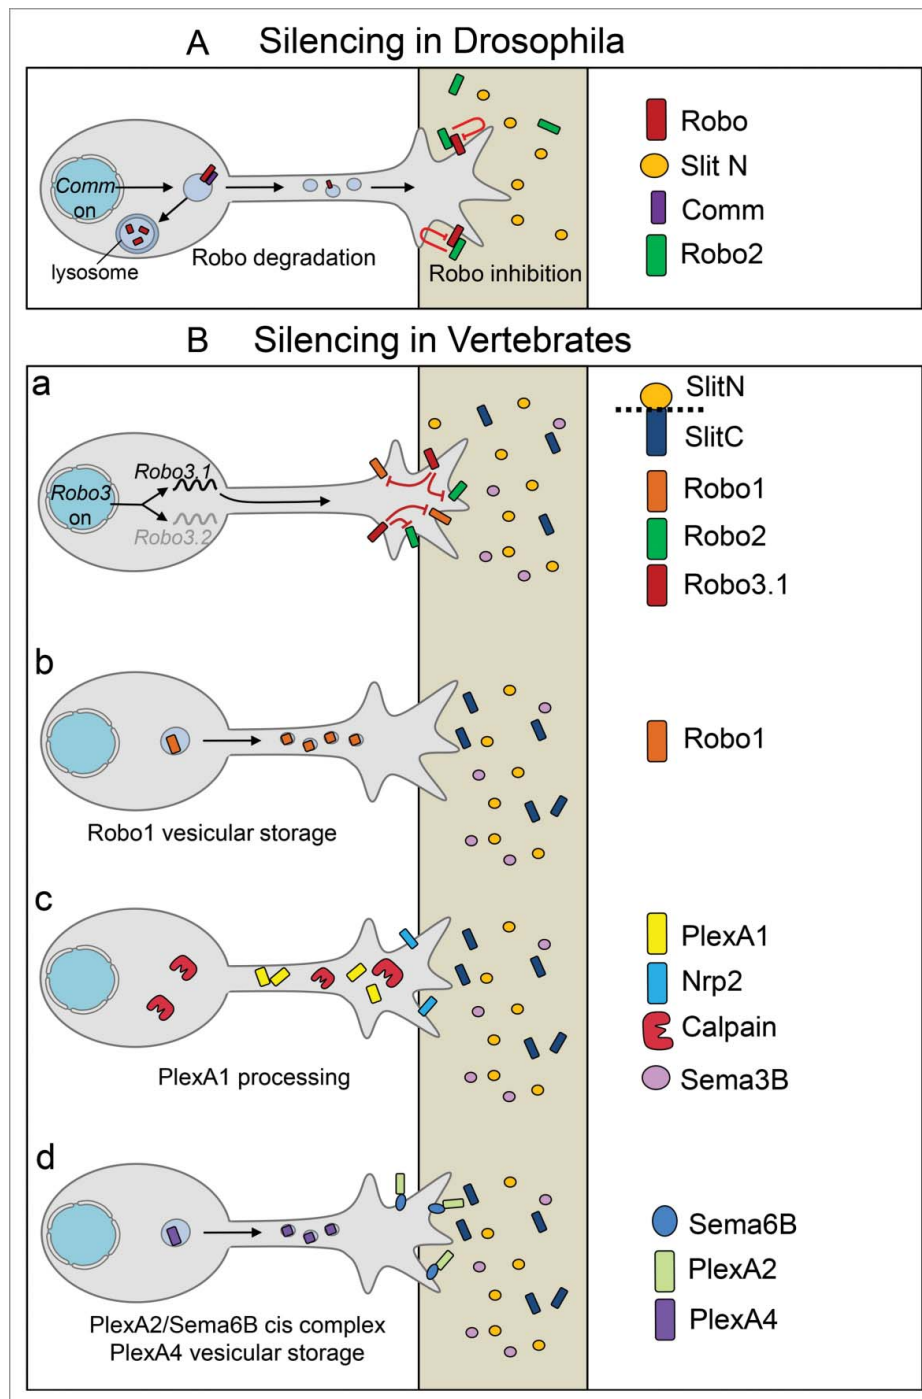 A Silencing in Drosophila
Comm
on
lysosome
Robo degradation
Robo inhibition
Robo
Slit N
Comm
Robo2
B Silencing in Vertebrates
a
Robo3
on
Robo3.1
Robo3.2
SlitN
SlitC
Robo1
Robo2
Robo3.1
b
Robo1 vesicular storage
Robo1
c
PlexA1 processing
PlexA1
Nrp2
Calpain
Sema3B
d
PlexA2/Sema6B cis complex
PlexA4 vesicular storage
Sema6B
PlexA2
PlexA4